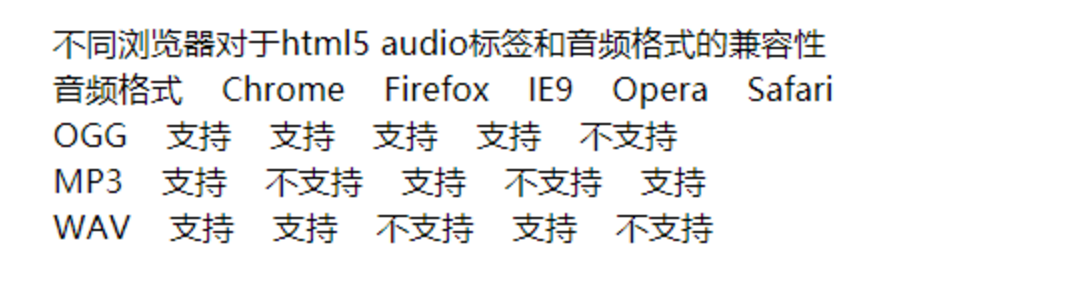 不同浏览器对于html5 audio标签和音频格式的兼容性
音频格式 Chrome Firefox IE9 Opera Safari
OGG 支持 支持 支持 支持 不支持
MP3 支持 不支持 支持 不支持 支持
WAV 支持 支持 不支持 支持 不支持